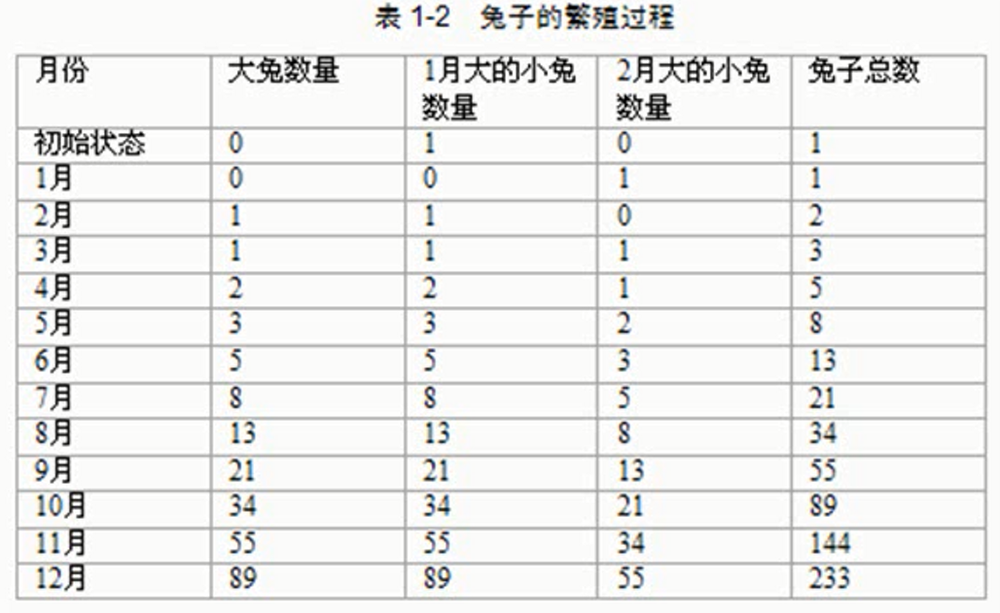 表 1-2 兔子的繁殖过程
月份 大兔数量 1月大的小兔 2月大的小兔 兔子总数
数量 数量
初始状态 0 1 0 1
1月 0 0 1 1
2月 1 1 0 2
3月 1 1 1 3
4月 2 2 1 5
5月 3 3 2 8
6月 5 5 3 13
7月 8 8 5 21
8月 13 13 8 34
9月 21 21 13 55
10月 34 34 21 89
11月 55 55 34 144
12月 89 89 55 233